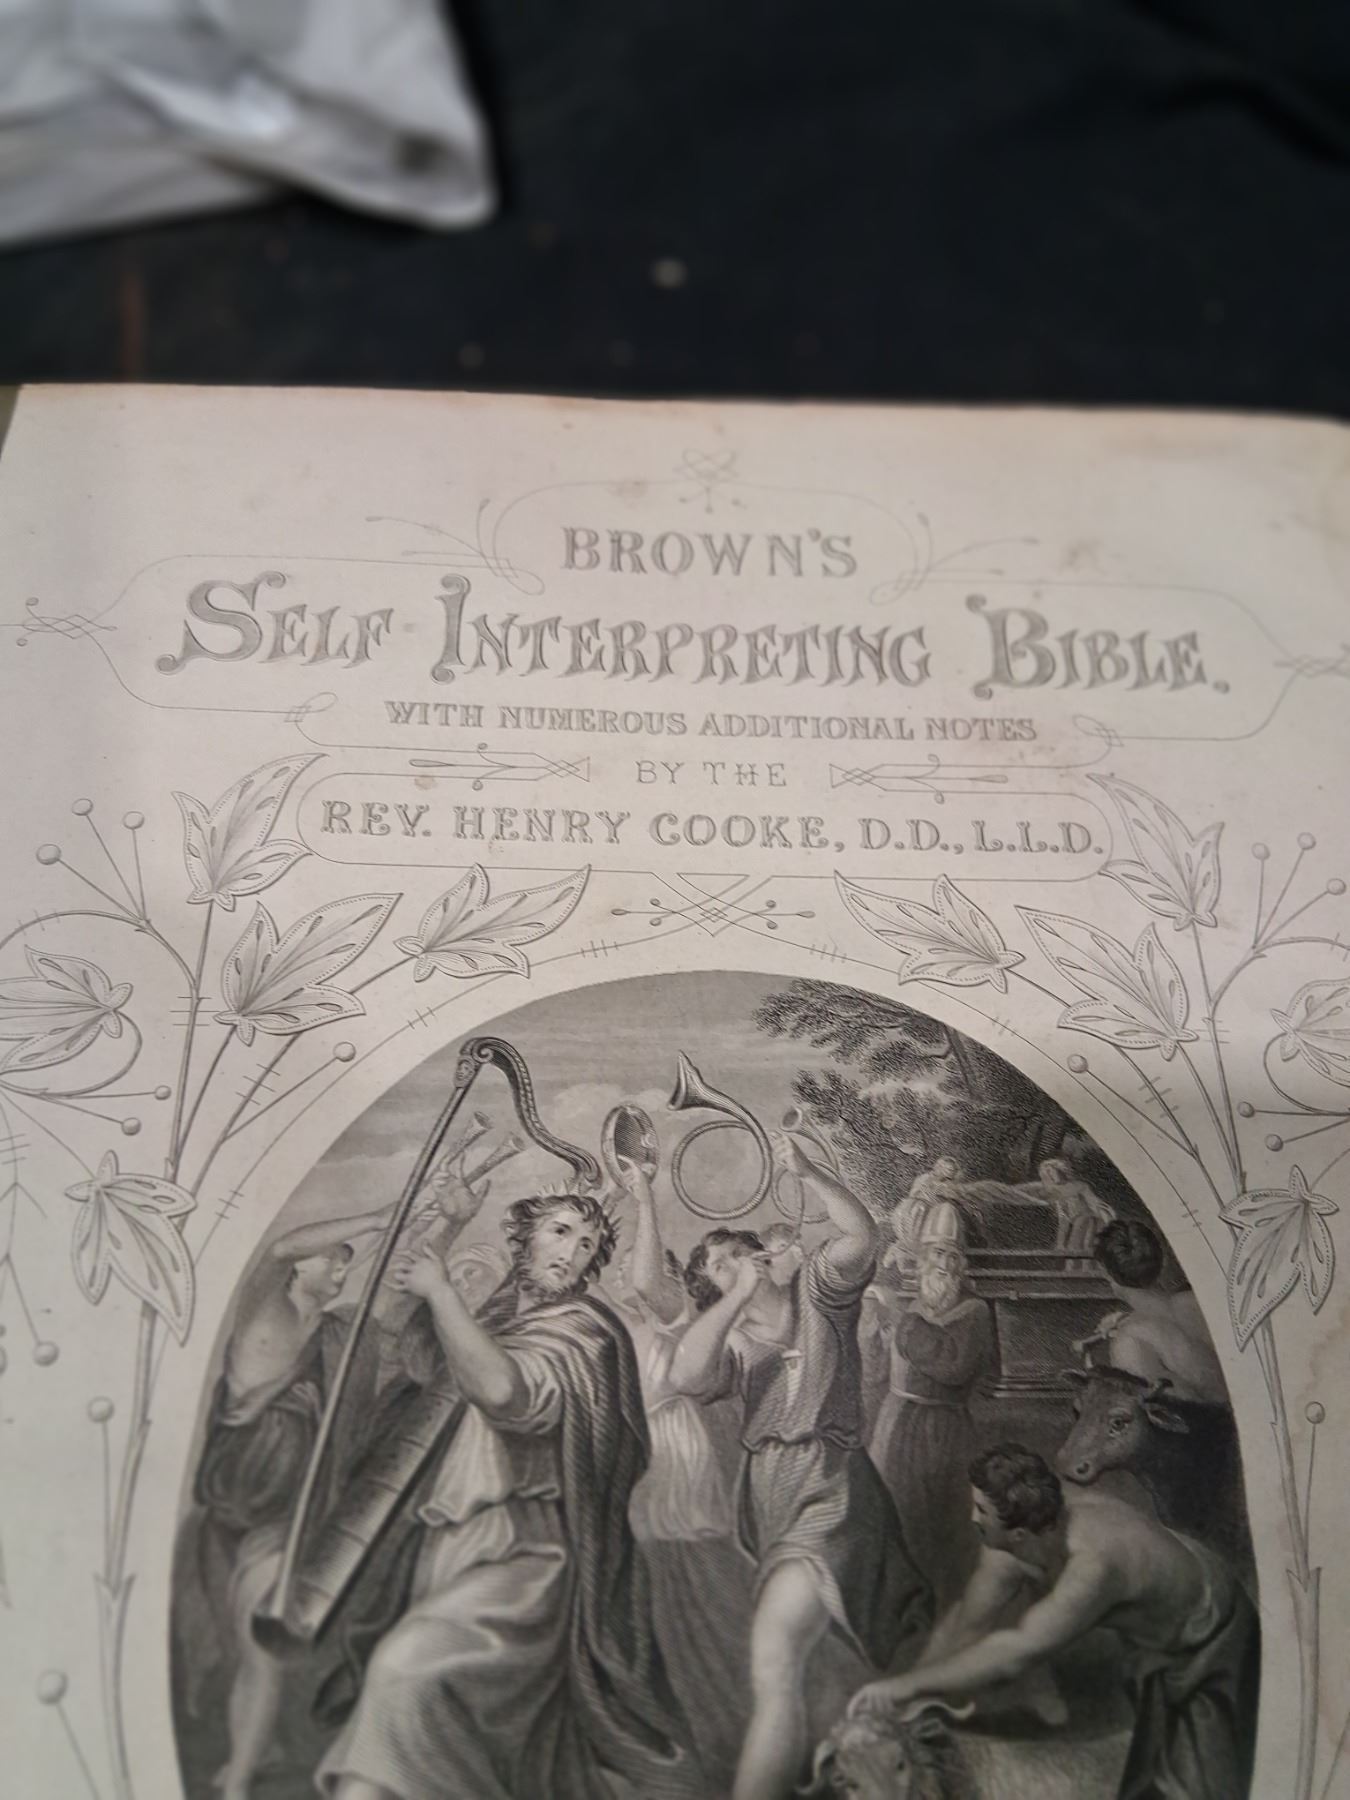 BROWN'S
SELF-INTERPRETING BIBLE.
WITH NUMEROUS ADDITIONAL NOTES
BY THE
REV. HENRY COOKE, D.D., L.L.D.